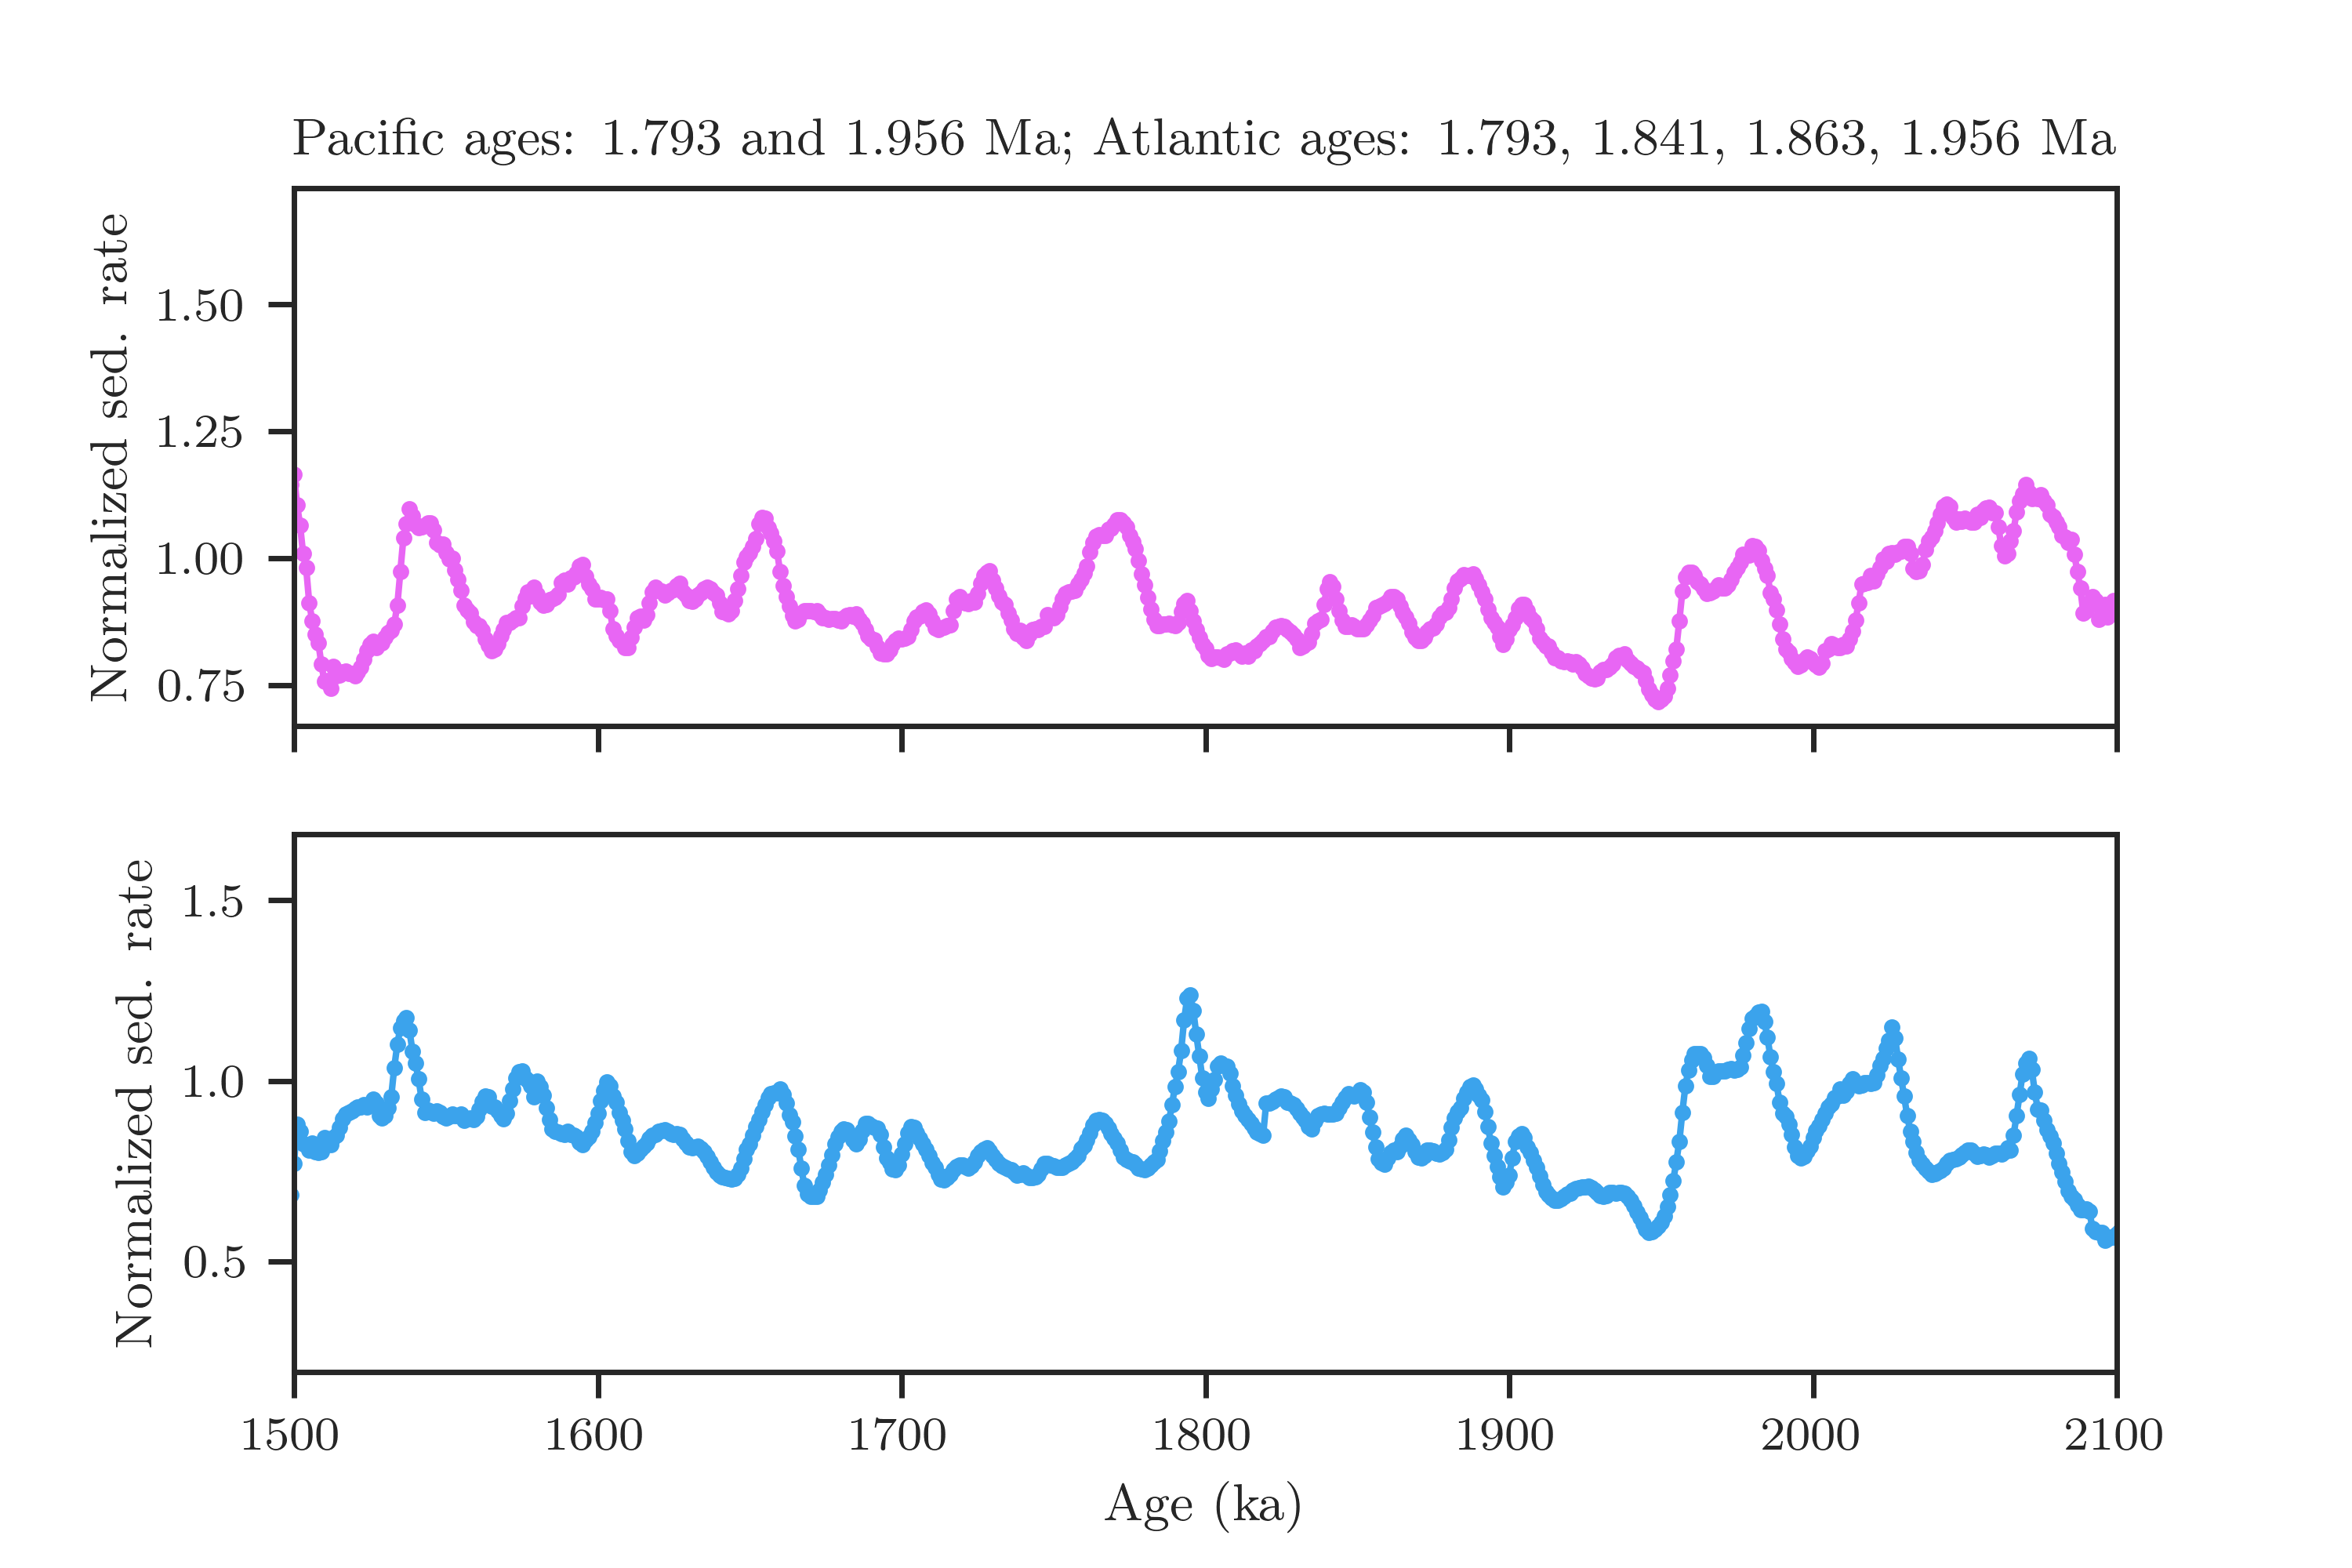 Pacific ages: 1.793 and 1.956 Ma; Atlantic ages: 1.793, 1.841, 1.863, 1.956 Ma
Normalized sed. rate
1.50
1.25
1.00
0.75
Normalized sed. rate
1.5
1.0
0.5
1500 1600 1700 1800 1900 2000 2100
Age (ka)